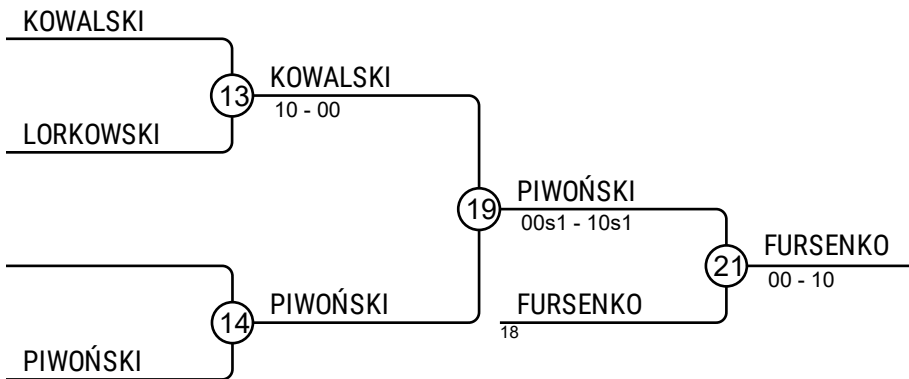 KOWALSKI
13
KOWALSKI
10 - 00
LORKOWSKI
19
PIWOŃSKI
00s1 - 10s1
21
FURSENKO
00 - 10
14
PIWOŃSKI
FURSENKO
18
PIWOŃSKI